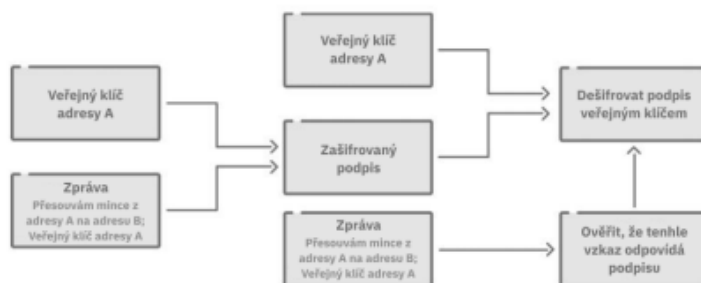 Veřejný klíč
adresy A
Zpráva
Přesouvám mince z
adresy A na adresu B;
Veřejný klíč adresy A
Veřejný klíč
adresy A
Zašifrovaný
podpis
Zpráva
Přesouvám mince z
adresy A na adresu B;
Veřejný klíč adresy A
Dešifrovat podpis
veřejným klíčem
Ověřit, že tenhle
vzkaz odpovídá
podpisu